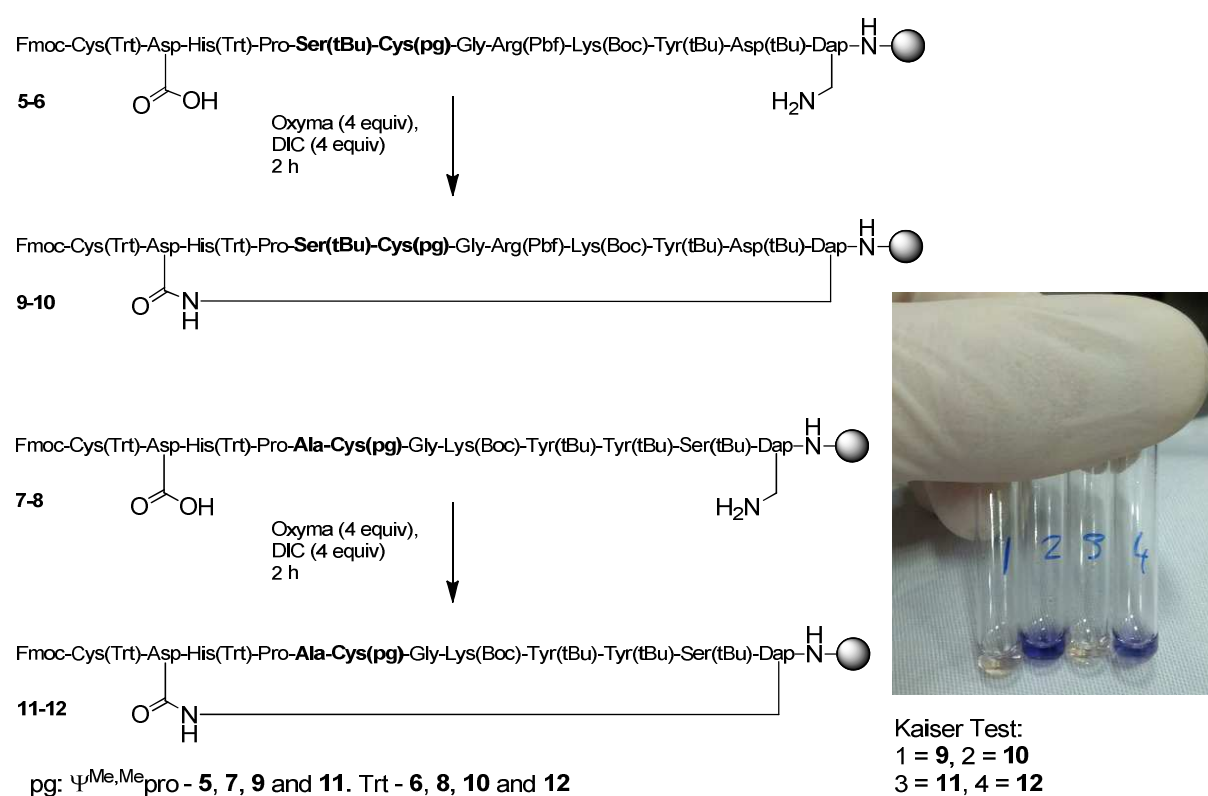 Fmoc-Cys(Trt)-Asp-His(Trt)-Pro-Ser(tBu)-Cys(pg)-Gly-Arg(Pbf)-Lys(Boc)-Tyr(tBu)-Asp(tBu)-Dap-N
H
O OH
H₂N
5-6
Oxyma (4 equiv),
DIC (4 equiv)
2 h
Fmoc-Cys(Trt)-Asp-His(Trt)-Pro-Ser(tBu)-Cys(pg)-Gly-Arg(Pbf)-Lys(Boc)-Tyr(tBu)-Asp(tBu)-Dap-N
H
O N
H
9-10
Fmoc-Cys(Trt)-Asp-His(Trt)-Pro-Ala-Cys(pg)-Gly-Lys(Boc)-Tyr(tBu)-Tyr(tBu)-Ser(tBu)-Dap-N
H
O OH
H₂N
7-8
Oxyma (4 equiv),
DIC (4 equiv)
2 h
Fmoc-Cys(Trt)-Asp-His(Trt)-Pro-Ala-Cys(pg)-Gly-Lys(Boc)-Tyr(tBu)-Tyr(tBu)-Ser(tBu)-Dap-N
H
O N
H
11-12
pg: Ψ^Me,Me pro - 5, 7, 9 and 11. Trt - 6, 8, 10 and 12
1 2 3 4
Kaiser Test:
1 = 9, 2 = 10
3 = 11, 4 = 12